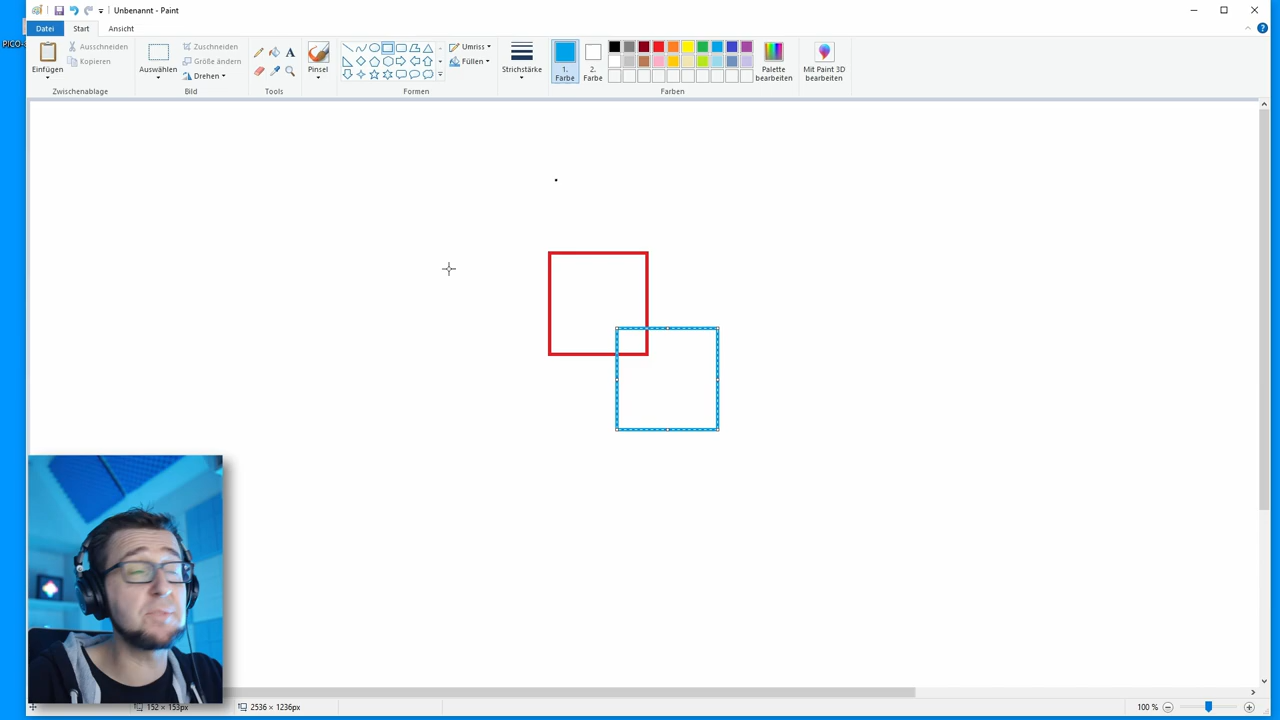 Unbenannt - Paint
Datei
Start
Ansicht
Einfügen
Ausschneiden
Kopieren
Zwischenablage
Auswählen
Zuschneiden
Größe ändern
Drehen
Bild
A
Tools
Pinsel
Formen
Umriss
Füllen
Strichstärke
1.
Farbe
2.
Farbe
Palette
bearbeiten
Farben
Mit Paint 3D
bearbeiten
152 × 153px
2536 × 1236px
100 %